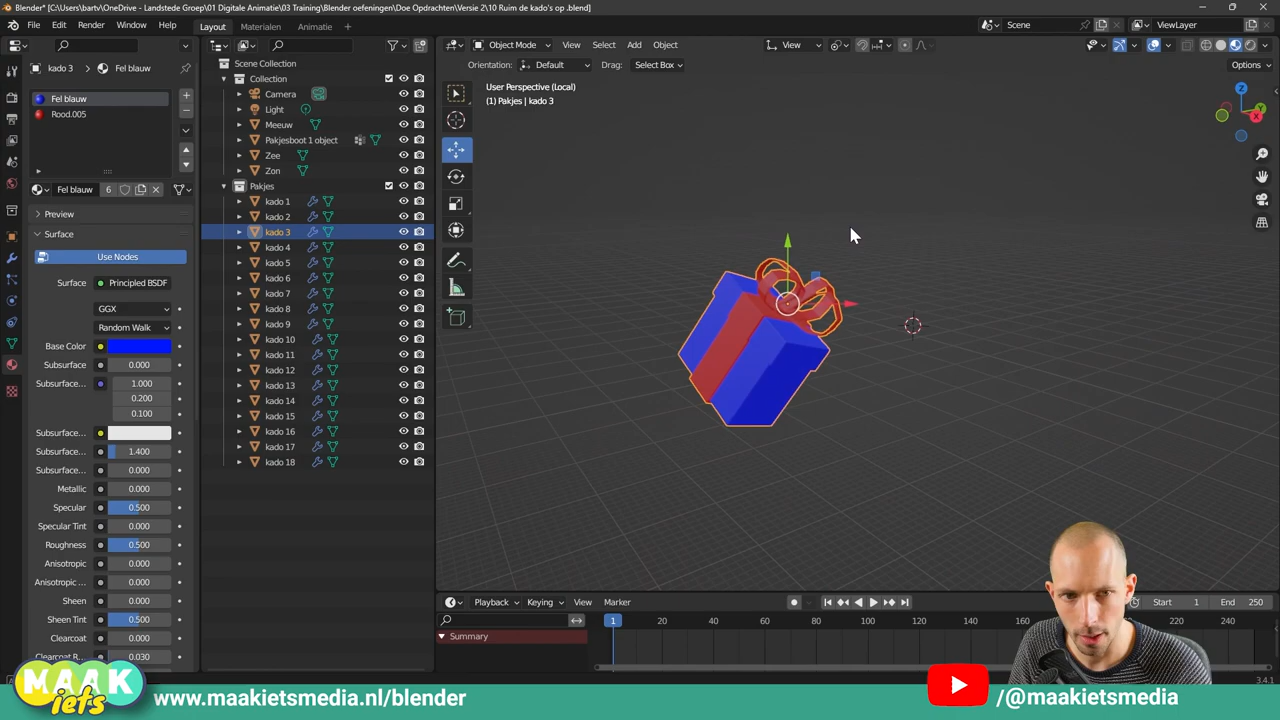 Blender* [C:\Users\bartv\OneDrive - Landstede Groep\01 Digitale Animatie\03 Training\Blender oefeningen\Doe Opdrachten\Versie 2\10 Ruim de kado's op .blend]
File Edit Render Window Help Layout Materialen Animatie Scene ViewLayer
Object Mode View Select Add Object View
Orientation: Default Drag: Select Box Options
kado 3 Fel blauw
Fel blauw
Rood.005
Fel blauw 6
Preview
Surface
Use Nodes
Surface Principled BSDF
GGX
Random Walk
Base Color
Subsurface 0.000
Subsurface... 1.000
0.200
0.100
Subsurface...
Subsurface... 1.400
Subsurface... 0.000
Metallic 0.000
Specular 0.500
Specular Tint 0.000
Roughness 0.500
Anisotropic 0.000
Anisotropic ... 0.000
Sheen 0.000
Sheen Tint 0.500
Clearcoat 0.000
Clearcoat R... 0.030
Scene Collection
Collection
Camera
Light
Meeuw
Pakjesboot 1 object
Zee
Zon
Pakjes
kado 1
kado 2
kado 3
kado 4
kado 5
kado 6
kado 7
kado 8
kado 9
kado 10
kado 11
kado 12
kado 13
kado 14
kado 15
kado 16
kado 17
kado 18
User Perspective (Local)
(1) Pakjes | kado 3
Z
Y
X
Playback Keying View Marker Start 1 End 250
1 20 40 60 80 100 120 140 160 220 240
Summary
3.4.1
MAAK
iets
www.maakietsmedia.nl/blender
/@maakietsmedia